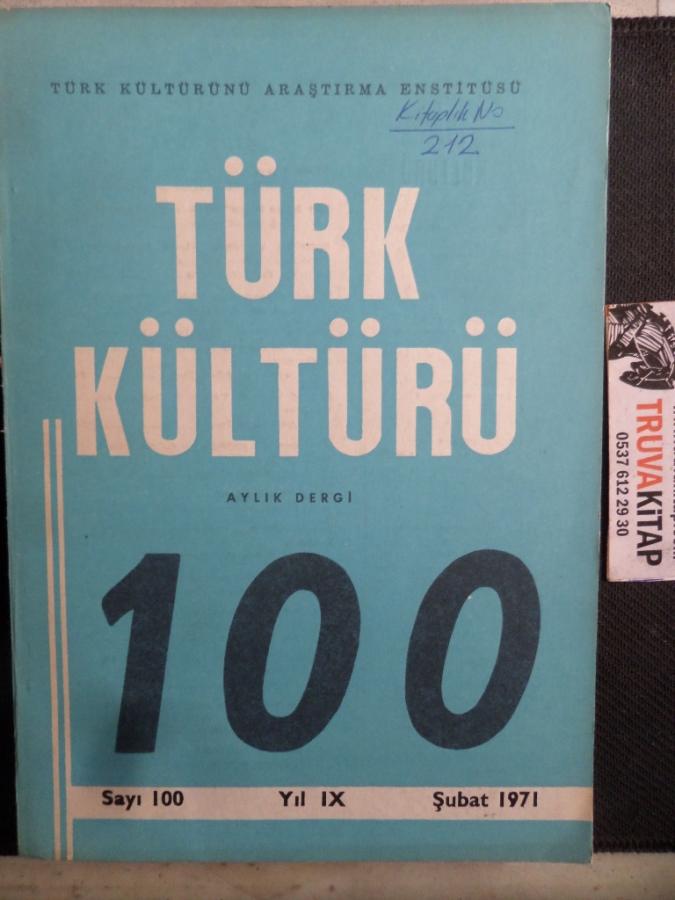 TÜRK KÜLTÜRÜNÜ ARAŞTIRMA ENSTİTÜSÜ
Kitaplık No
212
TÜRK
KÜLTÜRÜ
AYLIK DERGİ
100
Sayı 100 Yıl IX Şubat 1971
TRUVAKİTAP
0537 612 29 30